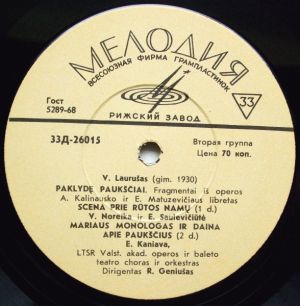 МЕЛОДИЯ
ВСЕСОЮЗНАЯ ФИРМА ГРАМПЛАСТИНОК
Гост
5289-68
33
РИЖСКИЙ ЗАВОД
33Д-26015
Вторая группа
Цена 70 коп.
V. Laurušas (gim. 1930)
PAKLYDĘ PAUKŠČIAI. Fragmentai iš operos
A. Kalinausko ir E. Matuzevičiaus libretas
SCENA PRIE RŪTOS NAMŲ (1 d.)
V. Noreika ir E. Saulevičiūtė
MARIAUS MONOLOGAS IR DAINA
APIE PAUKŠČIUS (2 d.)
E. Kaniava,
LTSR Valst. akad. operos ir baleto
teatro choras ir orkestras
Dirigentas R. Geniušas